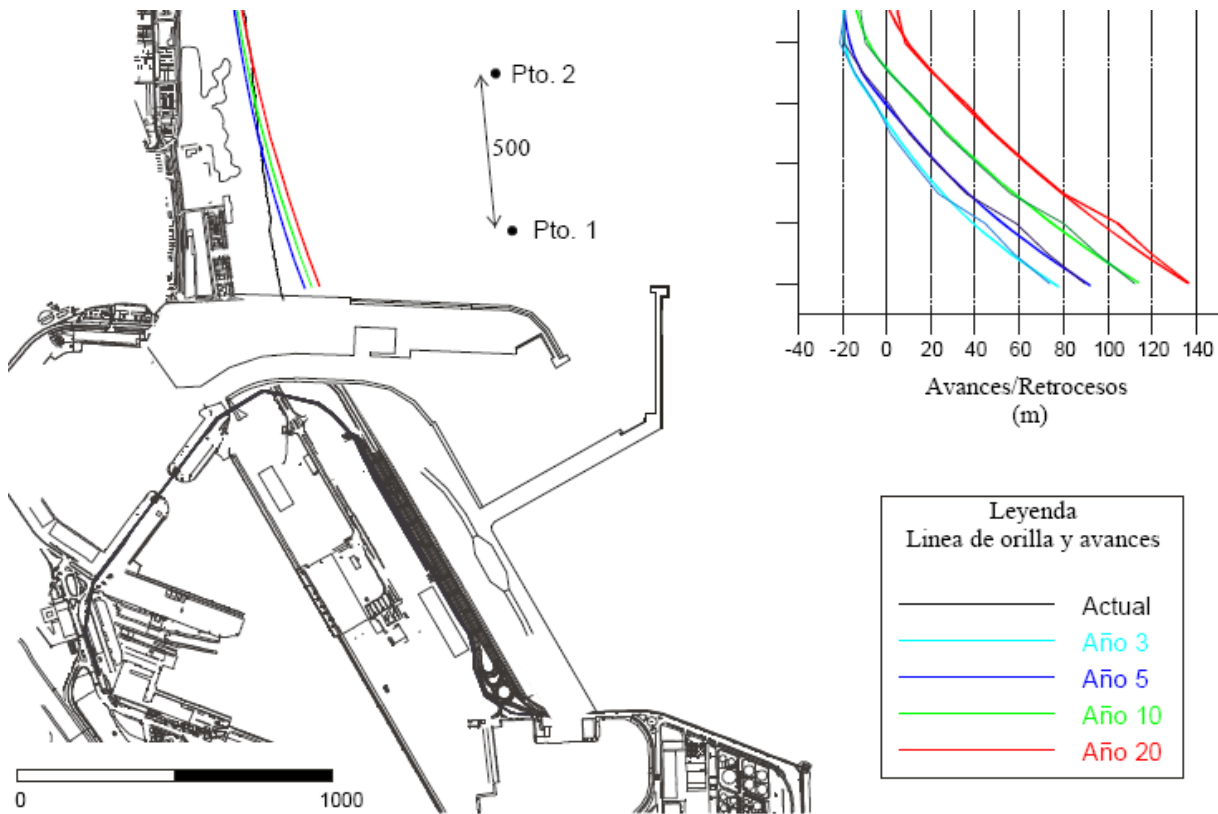 Pto. 2
500
Pto. 1
-40 -20 0 20 40 60 80 100 120 140
Avances/Retrocesos
(m)
Leyenda
Linea de orilla y avances
Actual
Año 3
Año 5
Año 10
Año 20
0 1000